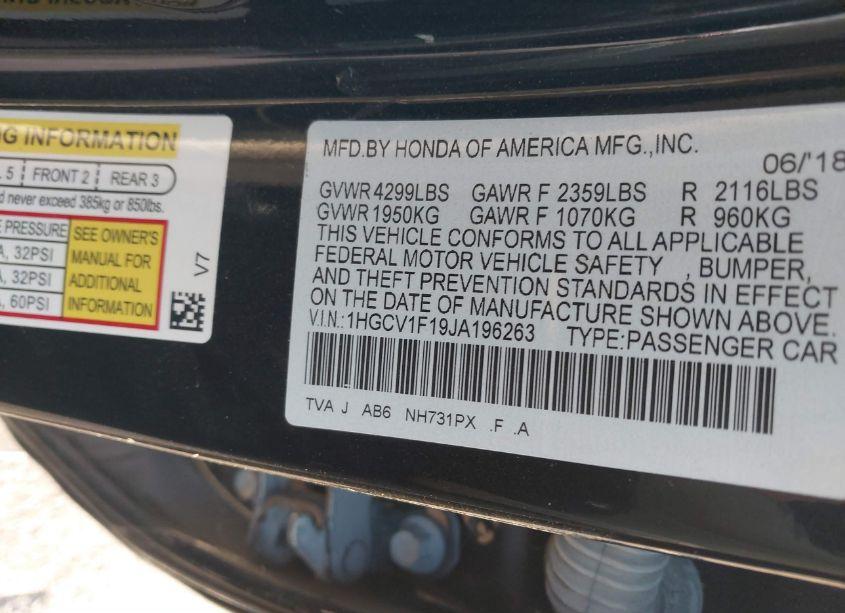 NG INFORMATION
5 FRONT 2 REAR 3
d never exceed 385kg or 850lbs.
E PRESSURE
A, 32PSI
A, 32PSI
A, 60PSI
SEE OWNER'S
MANUAL FOR
ADDITIONAL
INFORMATION
V7
MFD.BY HONDA OF AMERICA MFG.,INC.
06/'18
GVWR 4299LBS GAWR F 2359LBS R 2116LBS
GVWR 1950KG GAWR F 1070KG R 960KG
THIS VEHICLE CONFORMS TO ALL APPLICABLE
FEDERAL MOTOR VEHICLE SAFETY , BUMPER,
AND THEFT PREVENTION STANDARDS IN EFFECT
ON THE DATE OF MANUFACTURE SHOWN ABOVE.
V.I.N.:1HGCV1F19JA196263 TYPE:PASSENGER CAR
TVA J AB6 NH731PX .F .A